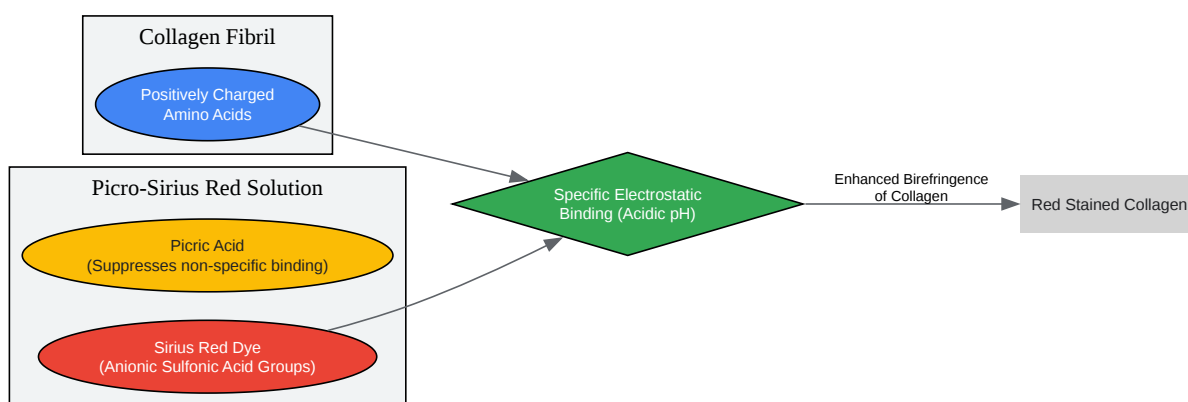 Collagen Fibril
Positively Charged
Amino Acids
Picro-Sirius Red Solution
Picric Acid
(Suppresses non-specific binding)
Sirius Red Dye
(Anionic Sulfonic Acid Groups)
Specific Electrostatic
Binding (Acidic pH)
Enhanced Birefringence
of Collagen
Red Stained Collagen